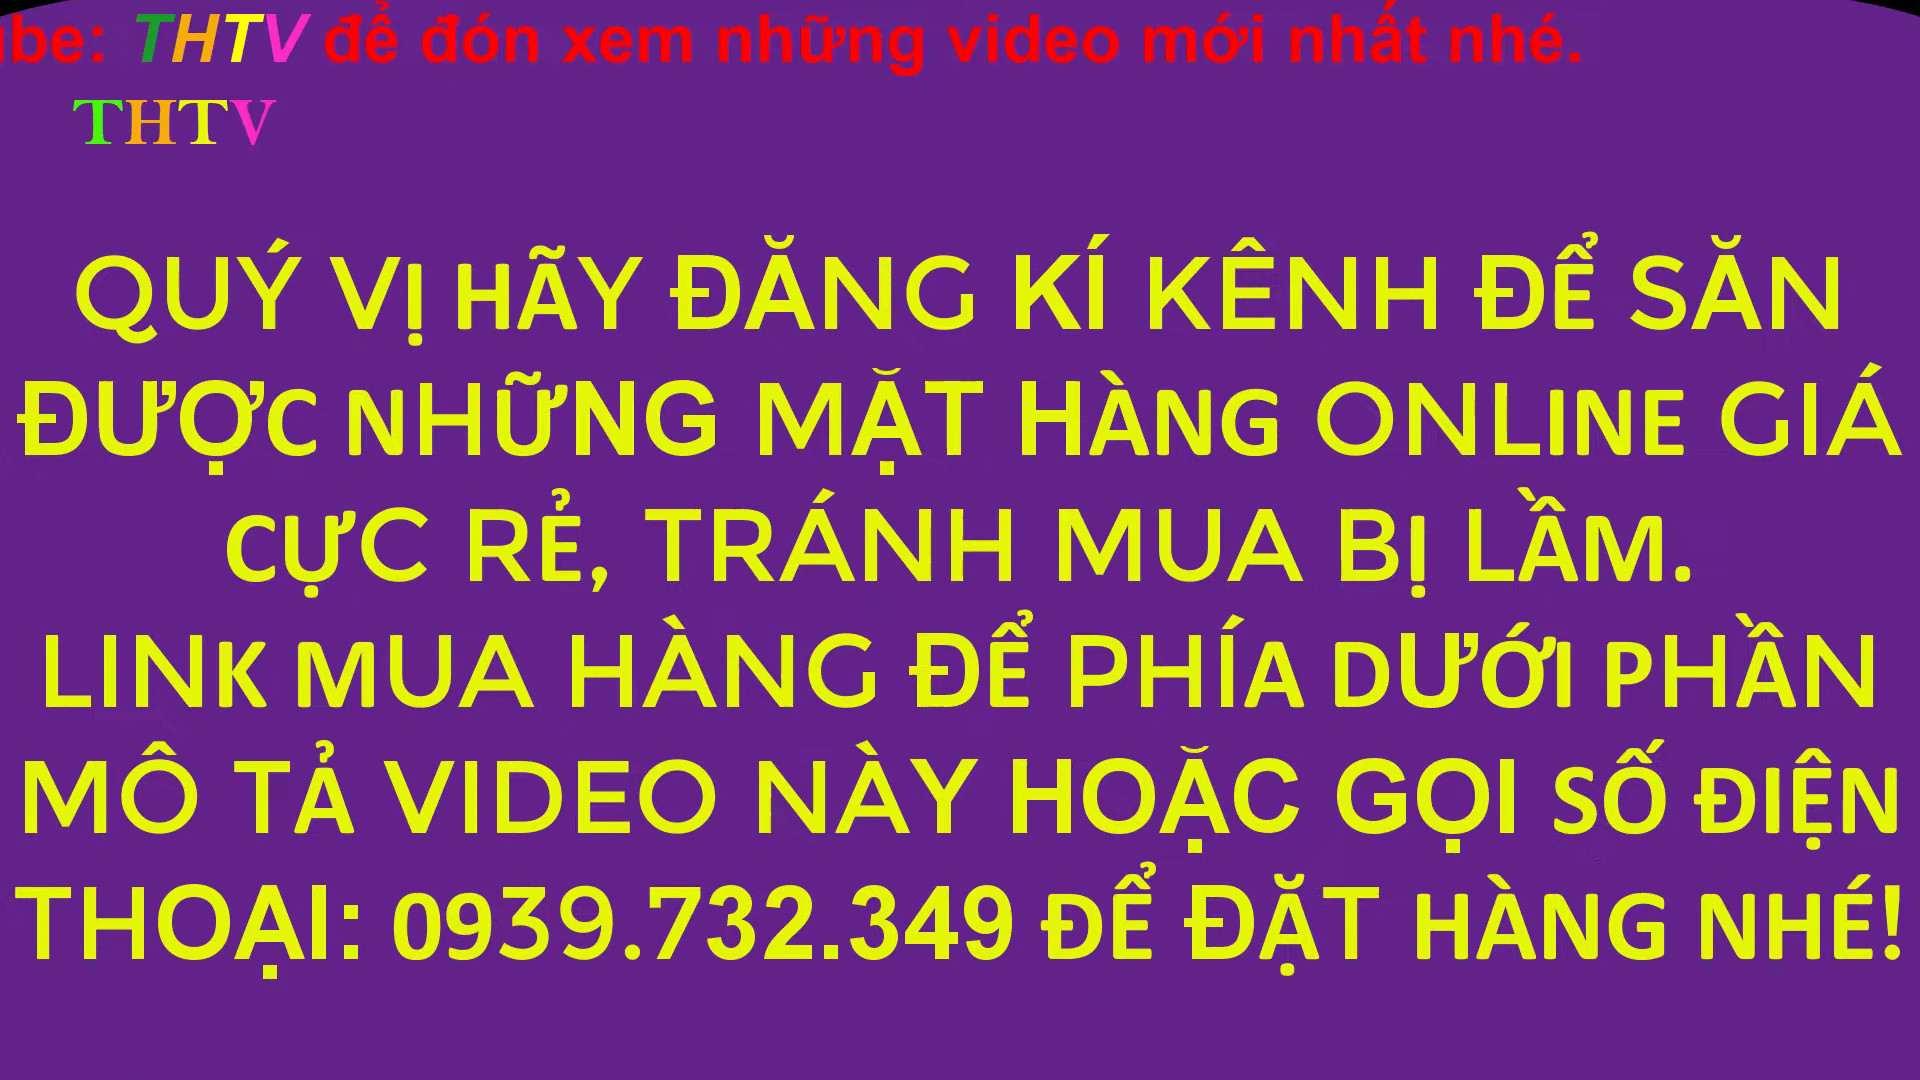 ube: THTV để đón xem những video mới nhất nhé.
THTV
QUÝ VỊ HÃY ĐĂNG KÍ KÊNH ĐỂ SĂN
ĐƯỢC NHỮNG MẶT HÀNG ONLINE GIÁ
CỰC RẺ, TRÁNH MUA BỊ LẦM.
LINK MUA HÀNG ĐỂ PHÍA DƯỚI PHẦN
MÔ TẢ VIDEO NÀY HOẶC GỌI SỐ ĐIỆN
THOẠI: 0939.732.349 ĐỂ ĐẶT HÀNG NHÉ!